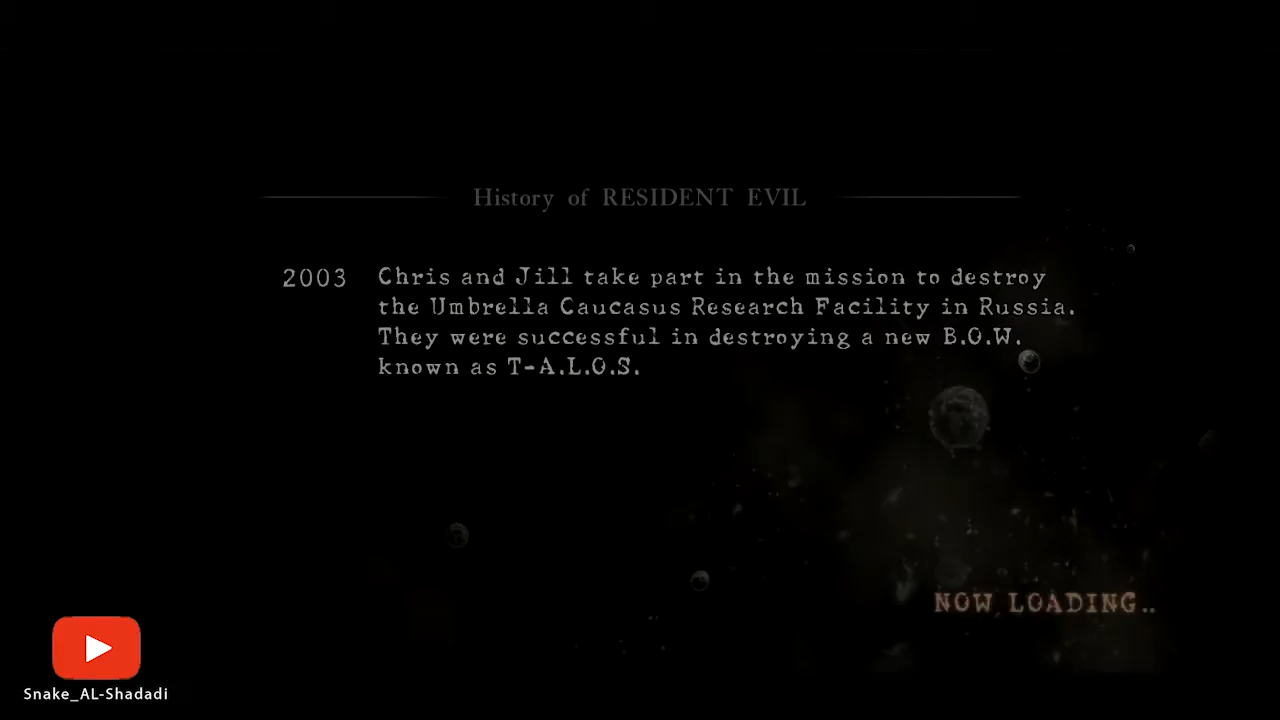 History of RESIDENT EVIL
2003 Chris and Jill take part in the mission to destroy
the Umbrella Caucasus Research Facility in Russia.
They were successful in destroying a new B.O.W.
known as T-A.L.O.S.
NOW LOADING..
Snake_AL-Shadadi